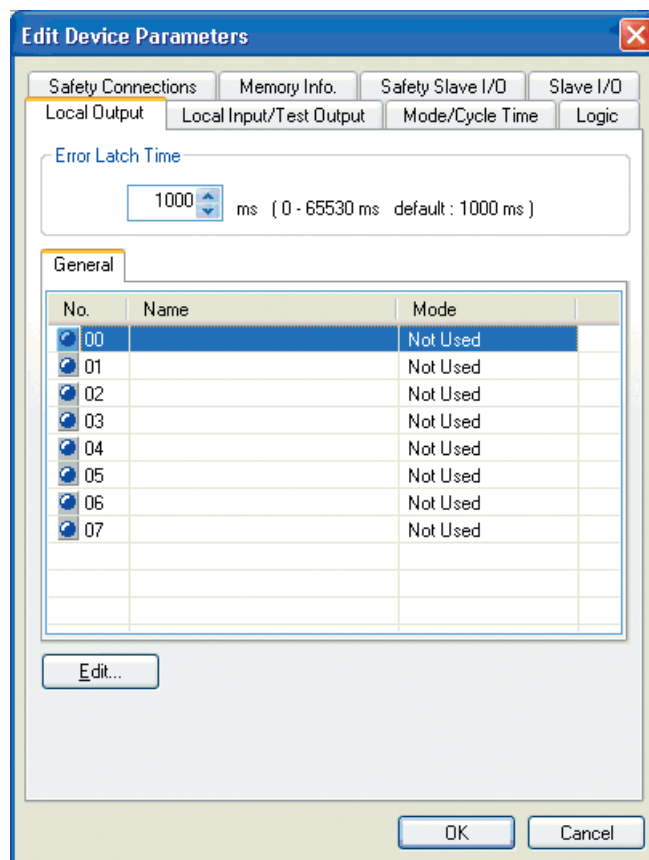 Edit Device Parameters
Safety Connections Memory Info. Safety Slave I/O Slave I/O
Local Output Local Input/Test Output Mode/Cycle Time Logic
Error Latch Time
1000 ms ( 0 - 65530 ms default : 1000 ms )
General
No. Name Mode
00 Not Used
01 Not Used
02 Not Used
03 Not Used
04 Not Used
05 Not Used
06 Not Used
07 Not Used
Edit...
OK Cancel